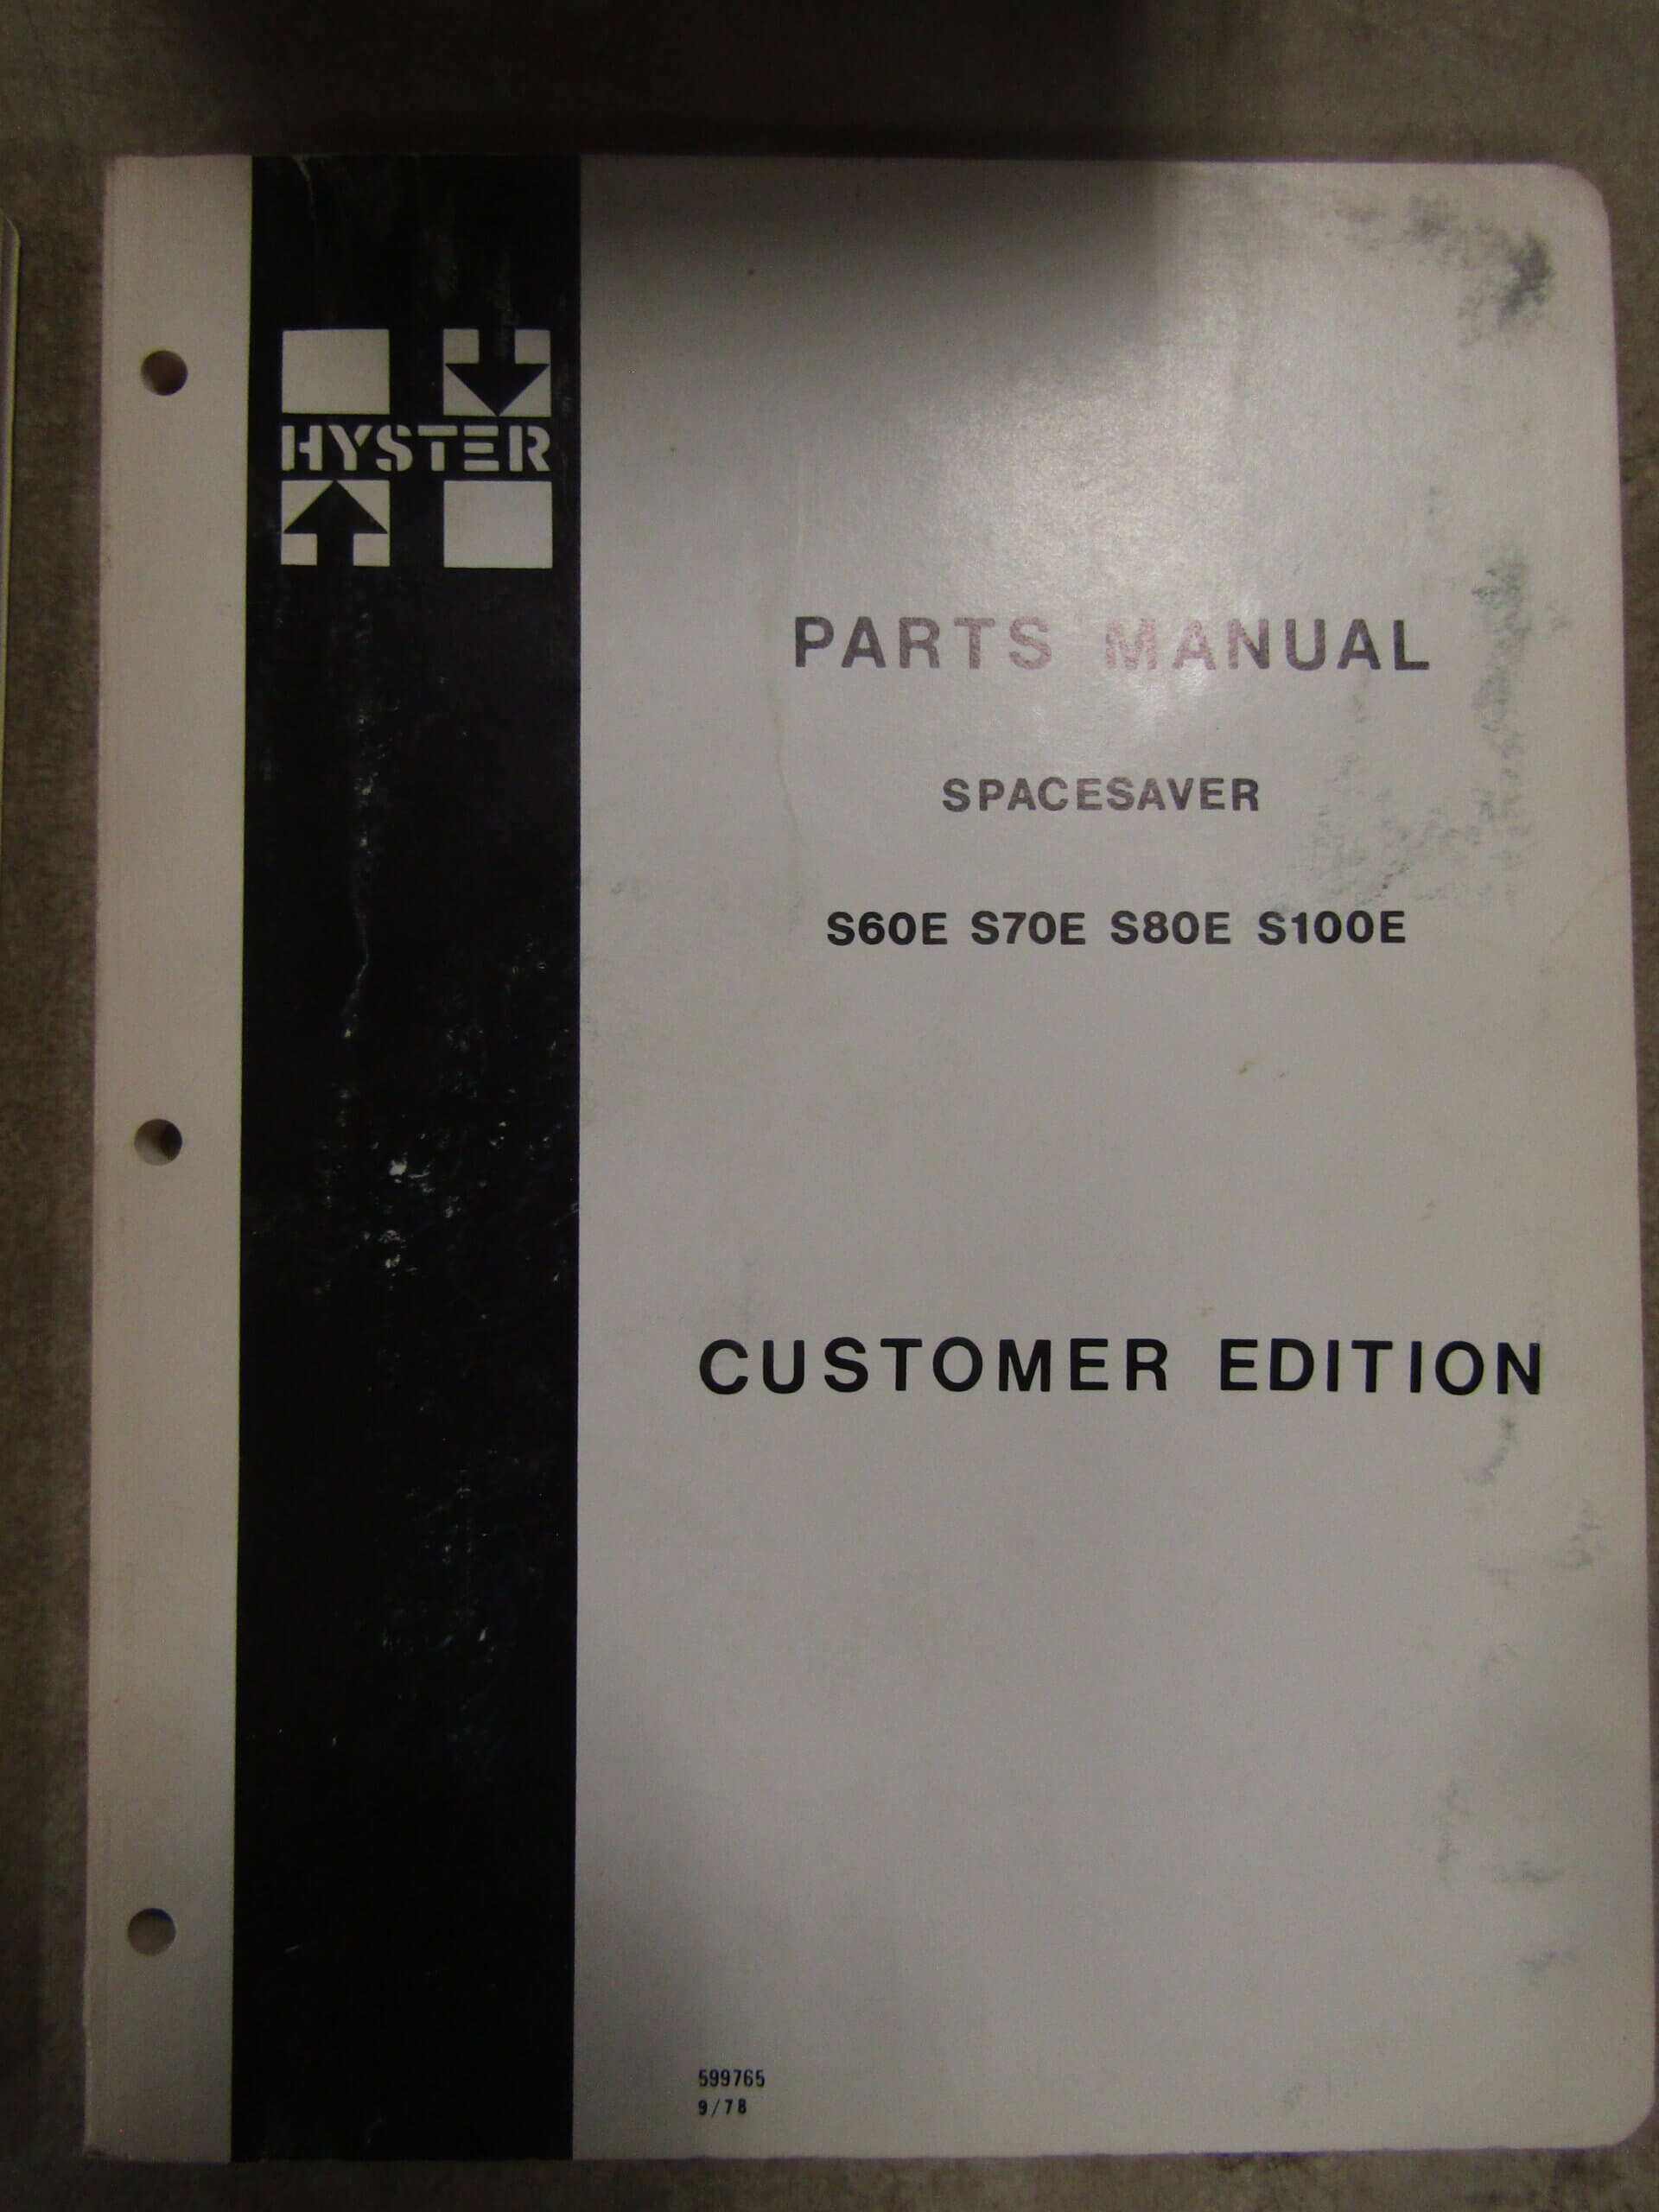 HYSTER
PARTS MANUAL
SPACESAVER
S60E S70E S80E S100E
CUSTOMER EDITION
599765
9/78